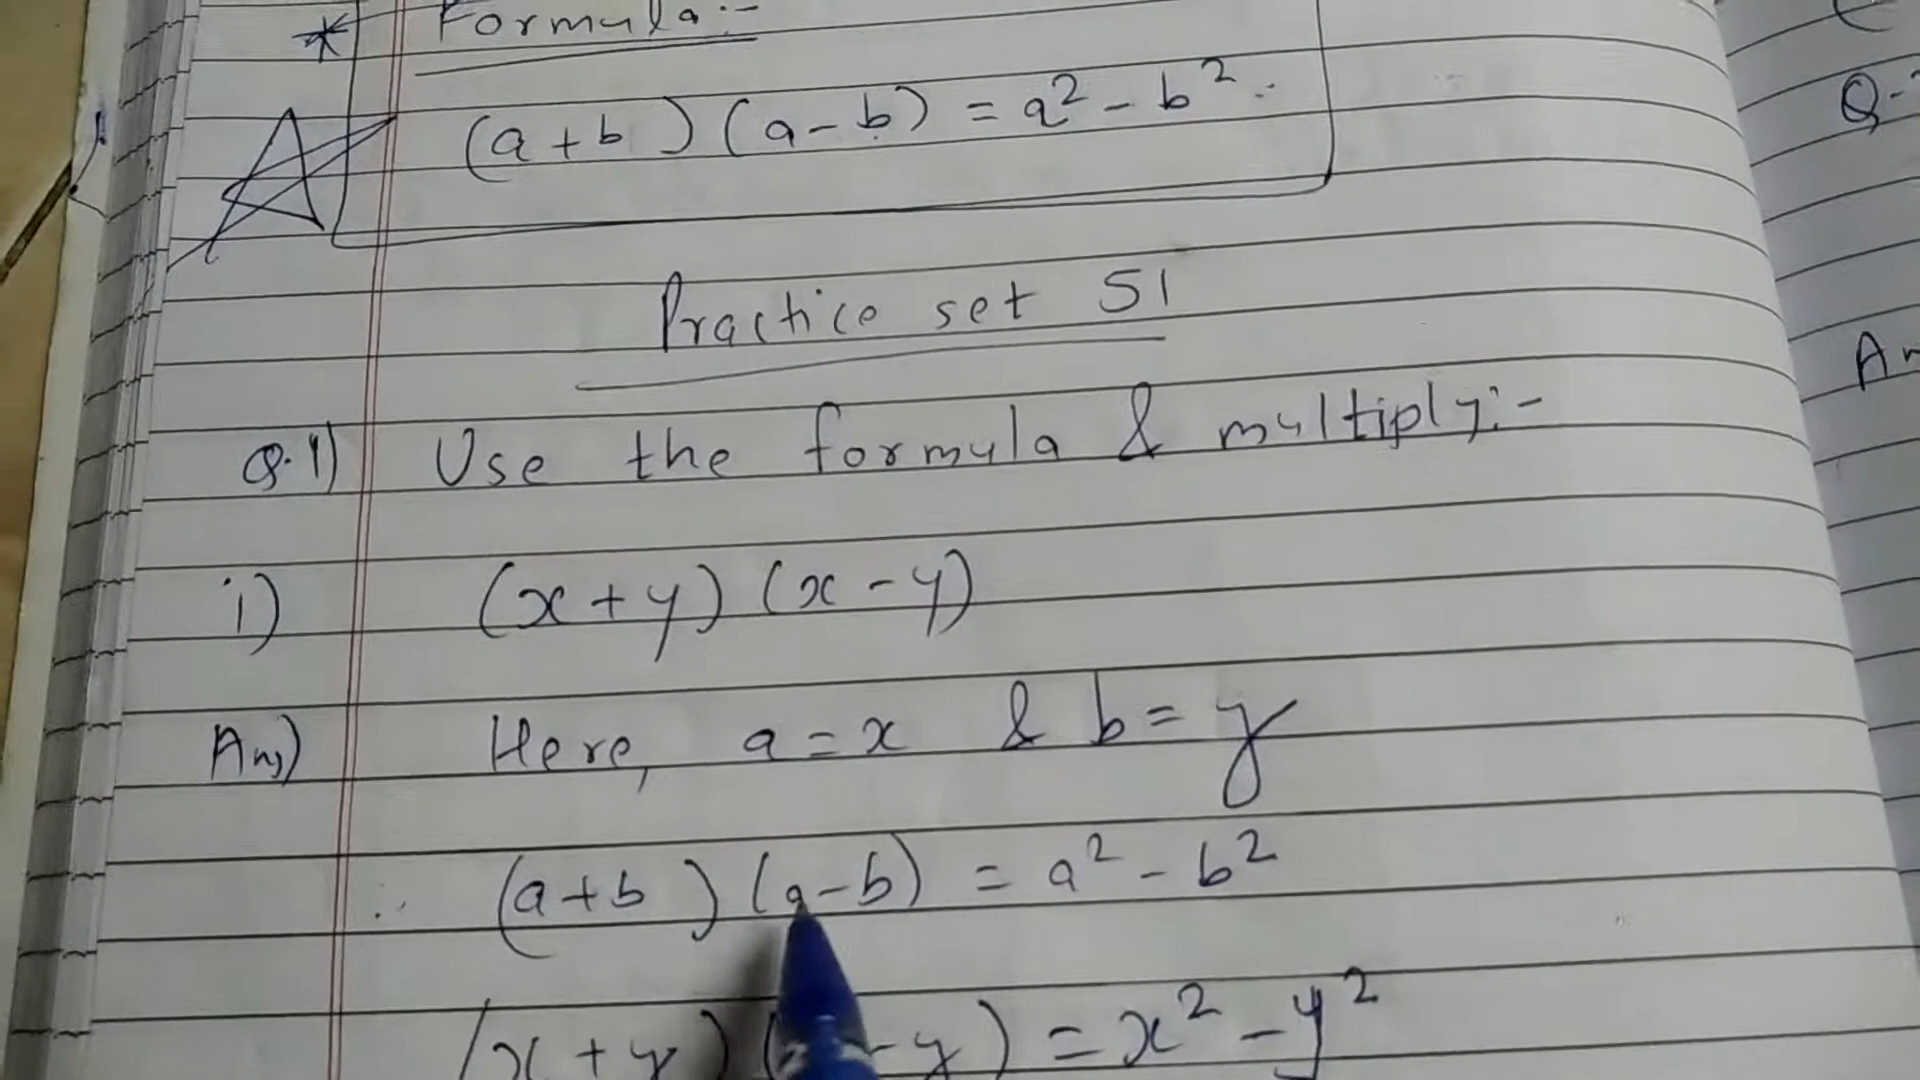 * Formula:-
(a+b)(a-b) = a² - b².
Practice set 51
Q.1) Use the formula & multiply:-
i) (x+y)(x-y)
Ans) Here, a=x & b=y
∴ (a+b)(a-b) = a² - b²
(x+y)( -y) = x² - y²
Q-